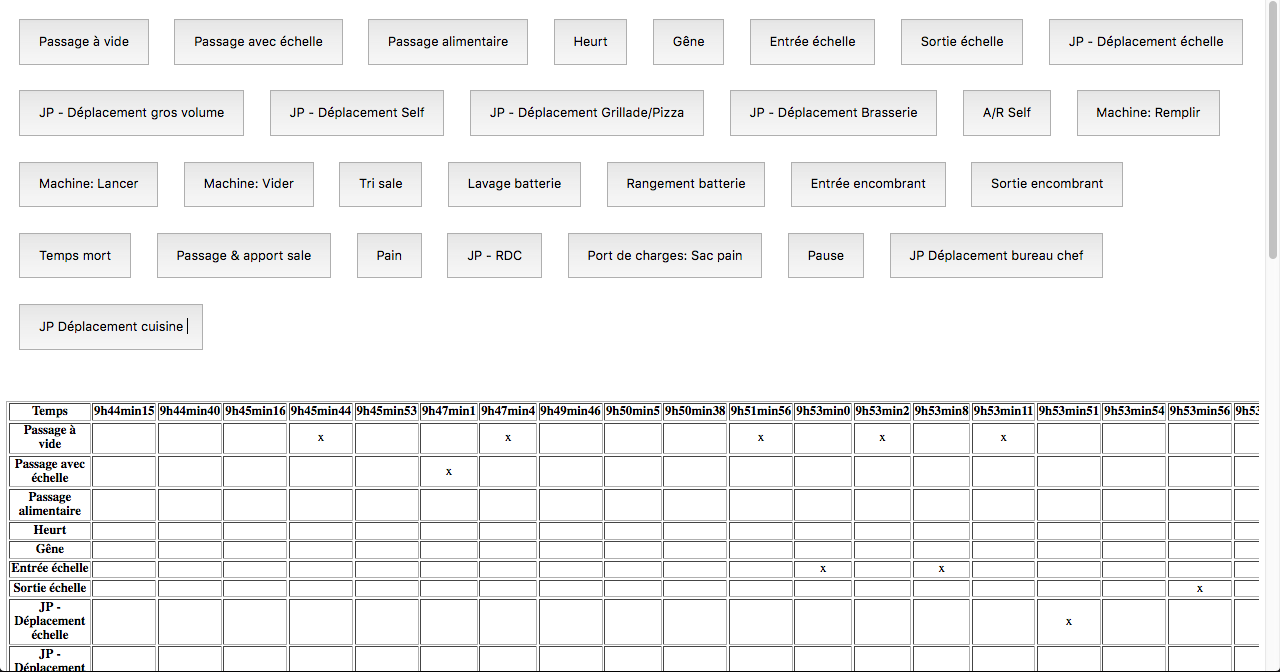 Passage à vide Passage avec échelle Passage alimentaire Heurt Gêne Entrée échelle Sortie échelle JP - Déplacement échelle
JP - Déplacement gros volume JP - Déplacement Self JP - Déplacement Grillade/Pizza JP - Déplacement Brasserie A/R Self Machine: Remplir
Machine: Lancer Machine: Vider Tri sale Lavage batterie Rangement batterie Entrée encombrant Sortie encombrant
Temps mort Passage & apport sale Pain JP - RDC Port de charges: Sac pain Pause JP Déplacement bureau chef
JP Déplacement cuisine
Temps 9h44min15 9h44min40 9h45min16 9h45min44 9h45min53 9h47min1 9h47min4 9h49min46 9h50min5 9h50min38 9h51min56 9h53min0 9h53min2 9h53min8 9h53min11 9h53min51 9h53min54 9h53min56 9h53
Passage à
vide x x x x x
Passage avec
échelle x
Passage
alimentaire
Heurt
Gêne
Entrée échelle x x
Sortie échelle x
JP -
Déplacement x
échelle
JP -
Déplacement